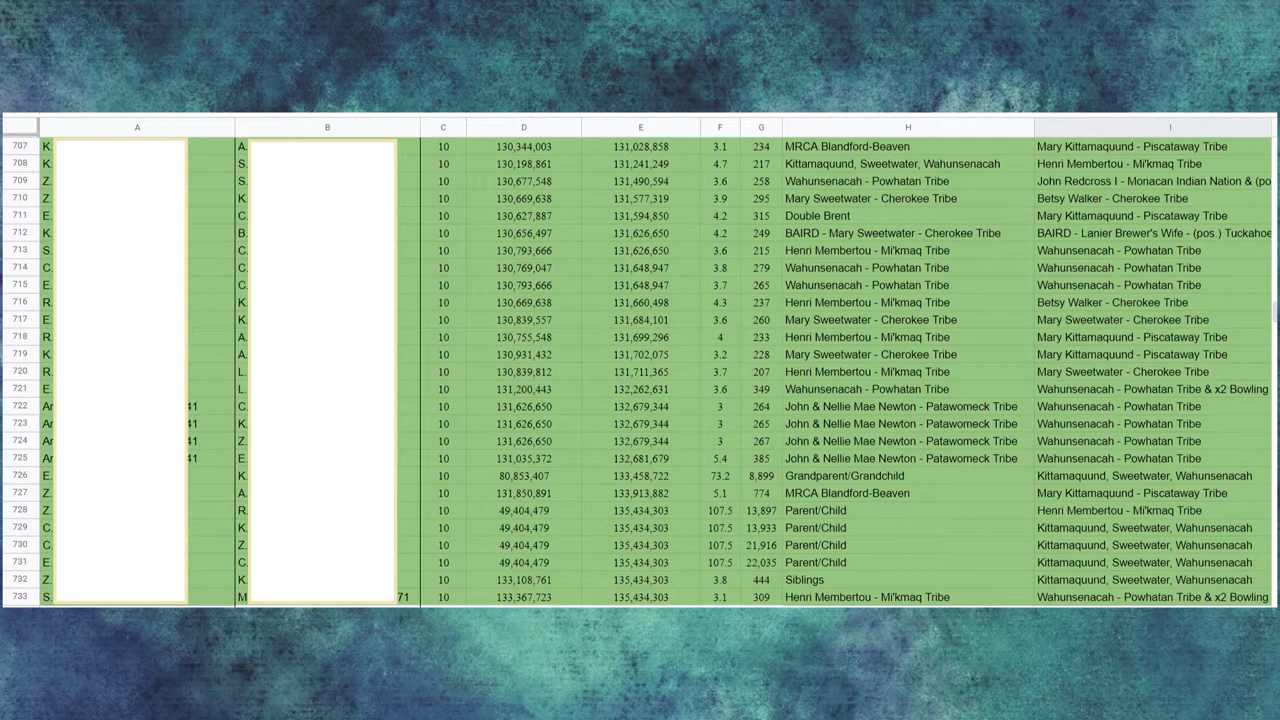 A B C D E F G H I
707 K. A. 10 130,344,003 131,028,858 3.1 234 MRCA Blandford-Beaven Mary Kittamaquund - Piscataway Tribe
708 K. S. 10 130,198,861 131,241,249 4.7 217 Kittamaquund, Sweetwater, Wahunsenacah Henri Membertou - Mi'kmaq Tribe
709 Z. S. 10 130,677,548 131,490,594 3.6 258 Wahunsenacah - Powhatan Tribe John Redcross I - Monacan Indian Nation & (po
710 Z. K. 10 130,669,638 131,577,319 3.9 295 Mary Sweetwater - Cherokee Tribe Betsy Walker - Cherokee Tribe
711 E. C. 10 130,627,887 131,594,850 4.2 315 Double Brent Mary Kittamaquund - Piscataway Tribe
712 K. B. 10 130,656,497 131,626,650 4.2 249 BAIRD - Mary Sweetwater - Cherokee Tribe BAIRD - Lanier Brewer's Wife - (pos.) Tuckahoe
713 S. C. 10 130,793,666 131,626,650 3.6 215 Henri Membertou - Mi'kmaq Tribe Wahunsenacah - Powhatan Tribe
714 C. C. 10 130,769,047 131,648,947 3.8 279 Wahunsenacah - Powhatan Tribe Wahunsenacah - Powhatan Tribe
715 E. C. 10 130,793,666 131,648,947 3.7 265 Wahunsenacah - Powhatan Tribe Wahunsenacah - Powhatan Tribe
716 R. K. 10 130,669,638 131,660,498 4.3 237 Henri Membertou - Mi'kmaq Tribe Betsy Walker - Cherokee Tribe
717 E. K. 10 130,839,557 131,684,101 3.6 260 Mary Sweetwater - Cherokee Tribe Mary Sweetwater - Cherokee Tribe
718 R. A. 10 130,755,548 131,699,296 4 233 Henri Membertou - Mi'kmaq Tribe Mary Kittamaquund - Piscataway Tribe
719 K. A. 10 130,931,432 131,702,075 3.2 228 Mary Sweetwater - Cherokee Tribe Mary Kittamaquund - Piscataway Tribe
720 R. L. 10 130,839,812 131,711,365 3.7 207 Henri Membertou - Mi'kmaq Tribe Mary Sweetwater - Cherokee Tribe
721 E. L. 10 131,200,443 132,262,631 3.6 349 Wahunsenacah - Powhatan Tribe Wahunsenacah - Powhatan Tribe & x2 Bowling
722 Ar 41 C. 10 131,626,650 132,679,344 3 264 John & Nellie Mae Newton - Patawomeck Tribe Wahunsenacah - Powhatan Tribe
723 Ar 41 K. 10 131,626,650 132,679,344 3 265 John & Nellie Mae Newton - Patawomeck Tribe Wahunsenacah - Powhatan Tribe
724 Ar 41 Z. 10 131,626,650 132,679,344 3 267 John & Nellie Mae Newton - Patawomeck Tribe Wahunsenacah - Powhatan Tribe
725 Ar 41 E. 10 131,035,372 132,681,679 5.4 385 John & Nellie Mae Newton - Patawomeck Tribe Wahunsenacah - Powhatan Tribe
726 E. K. 10 80,853,407 133,458,722 73.2 8,899 Grandparent/Grandchild Kittamaquund, Sweetwater, Wahunsenacah
727 Z. A. 10 131,850,891 133,913,882 5.1 774 MRCA Blandford-Beaven Mary Kittamaquund - Piscataway Tribe
728 Z. R. 10 49,404,479 135,434,303 107.5 13,897 Parent/Child Henri Membertou - Mi'kmaq Tribe
729 C. K. 10 49,404,479 135,434,303 107.5 13,933 Parent/Child Kittamaquund, Sweetwater, Wahunsenacah
730 C. Z. 10 49,404,479 135,434,303 107.5 21,916 Parent/Child Kittamaquund, Sweetwater, Wahunsenacah
731 E. C. 10 49,404,479 135,434,303 107.5 22,035 Parent/Child Kittamaquund, Sweetwater, Wahunsenacah
732 Z. K. 10 133,108,761 135,434,303 3.8 444 Siblings Kittamaquund, Sweetwater, Wahunsenacah
733 S. M 71 10 133,367,723 135,434,303 3.1 309 Henri Membertou - Mi'kmaq Tribe Wahunsenacah - Powhatan Tribe & x2 Bowling